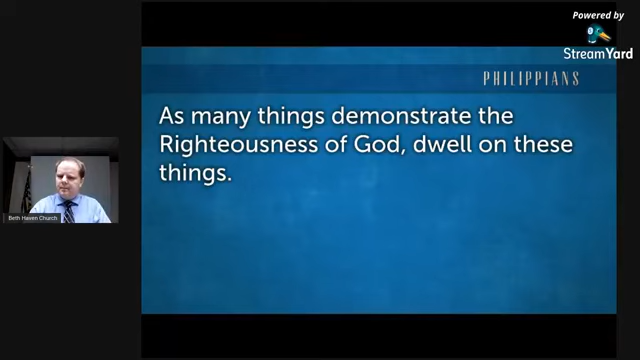 Powered by
StreamYard
PHILIPPIANS
As many things demonstrate the
Righteousness of God, dwell on these
things.
Beth Haven Church